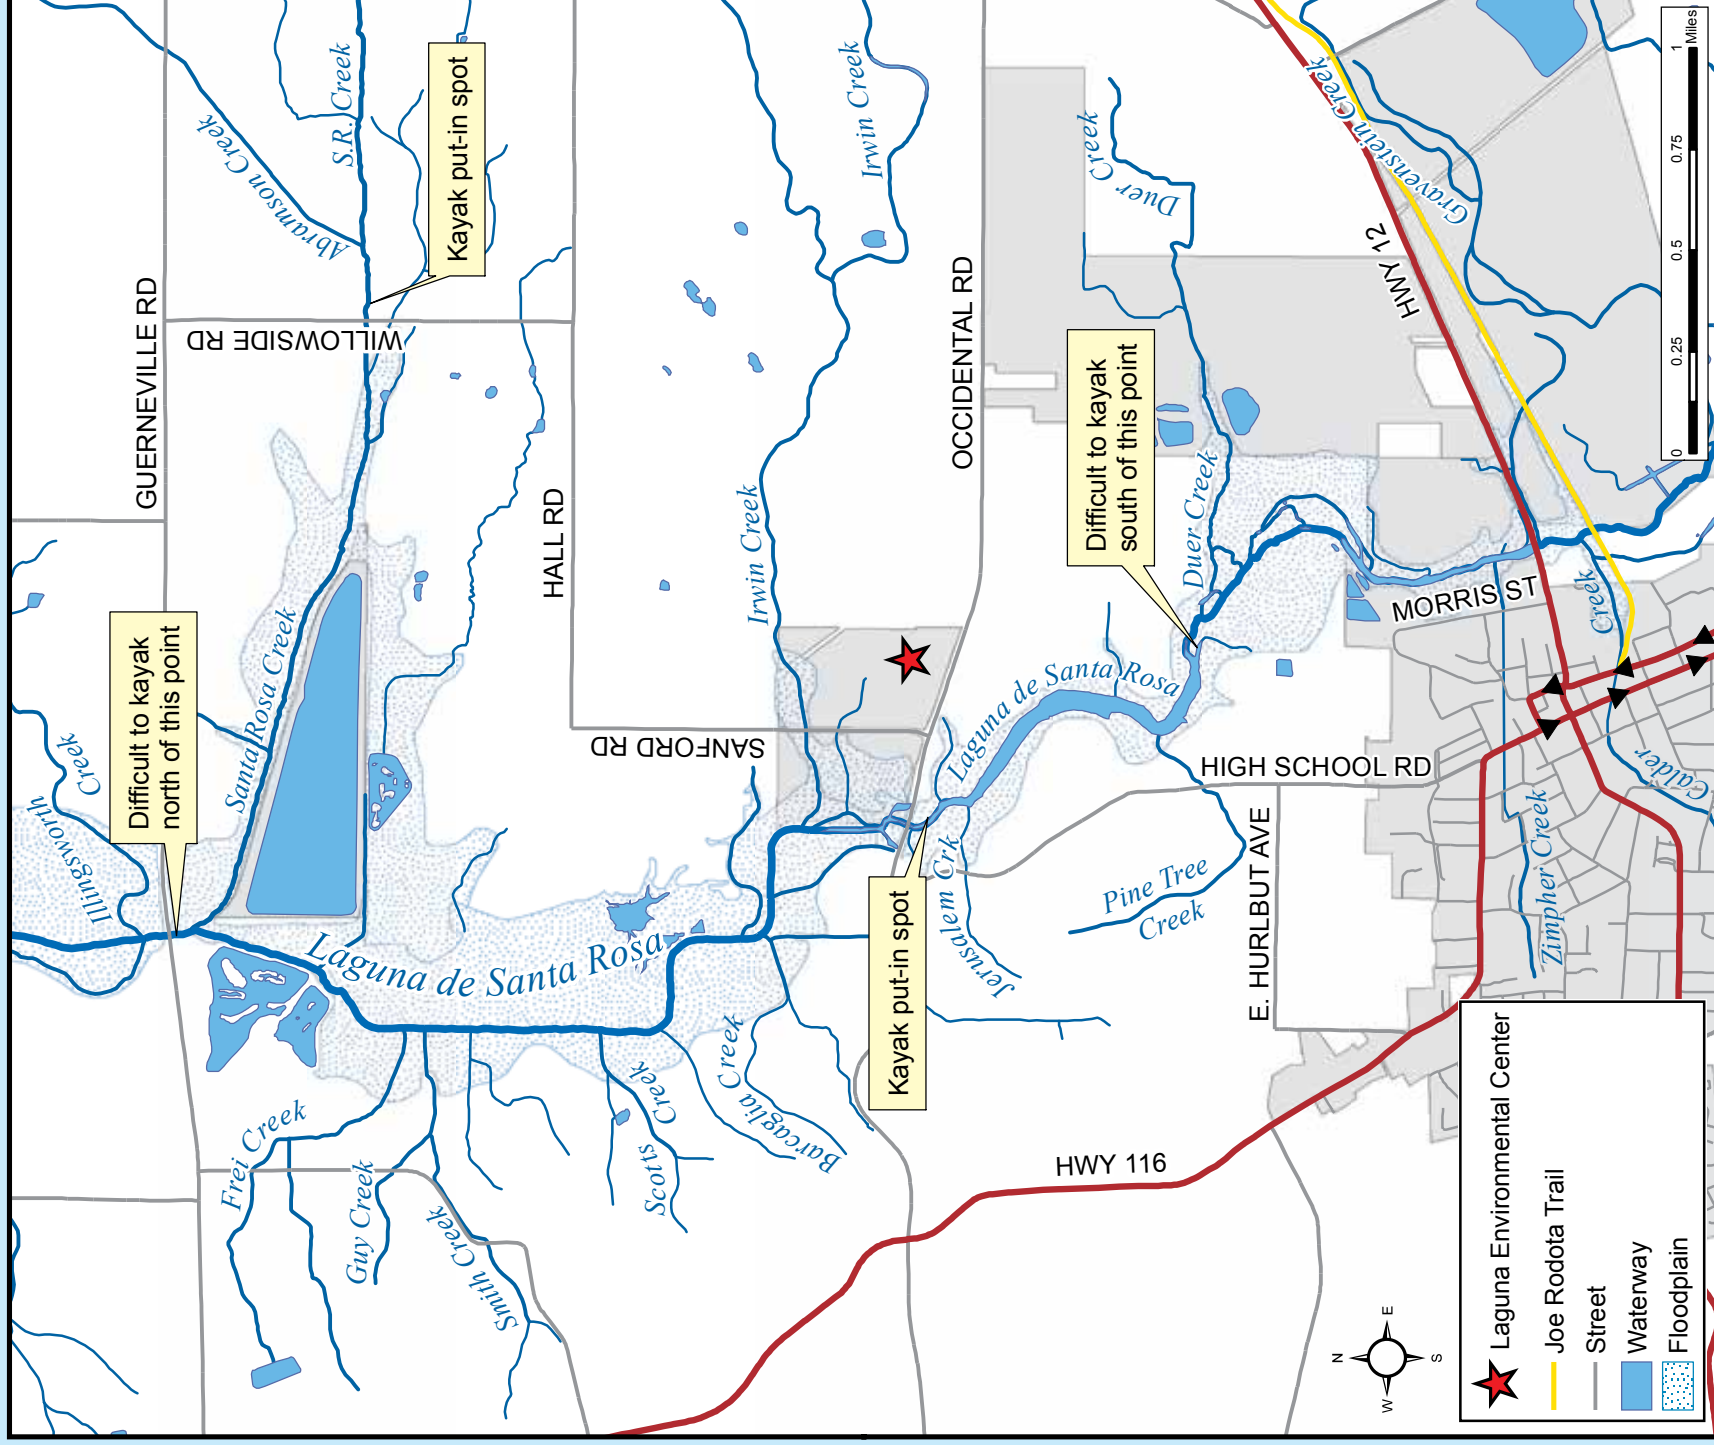 GUERNEVILLE RD
Abramson Creek
S.R. Creek
Kayak put-in spot
WILLOWSIDE RD
Irwin Creek
Duer Creek
Gravenstein Creek
HWY 12
HALL RD
Irwin Creek
OCCIDENTAL RD
Difficult to kayak
south of this point
Duer Creek
MORRIS ST
Creek
Calder
Difficult to kayak
north of this point
Santa Rosa Creek
Illingsworth
Creek
SANFORD RD
Laguna de Santa Rosa
HIGH SCHOOL RD
Laguna de Santa Rosa
Kayak put-in spot
Jerusalem Crk
Pine Tree
Creek
E. HURLBUT AVE
Zimpher Creek
Frei Creek
Guy Creek
Smith Creek
Scotts Creek
Barcaglia Creek
HWY 116
N
E
S
W
Laguna Environmental Center
Joe Rodota Trail
Street
Waterway
Floodplain
0 0.25 0.5 0.75 1
Miles